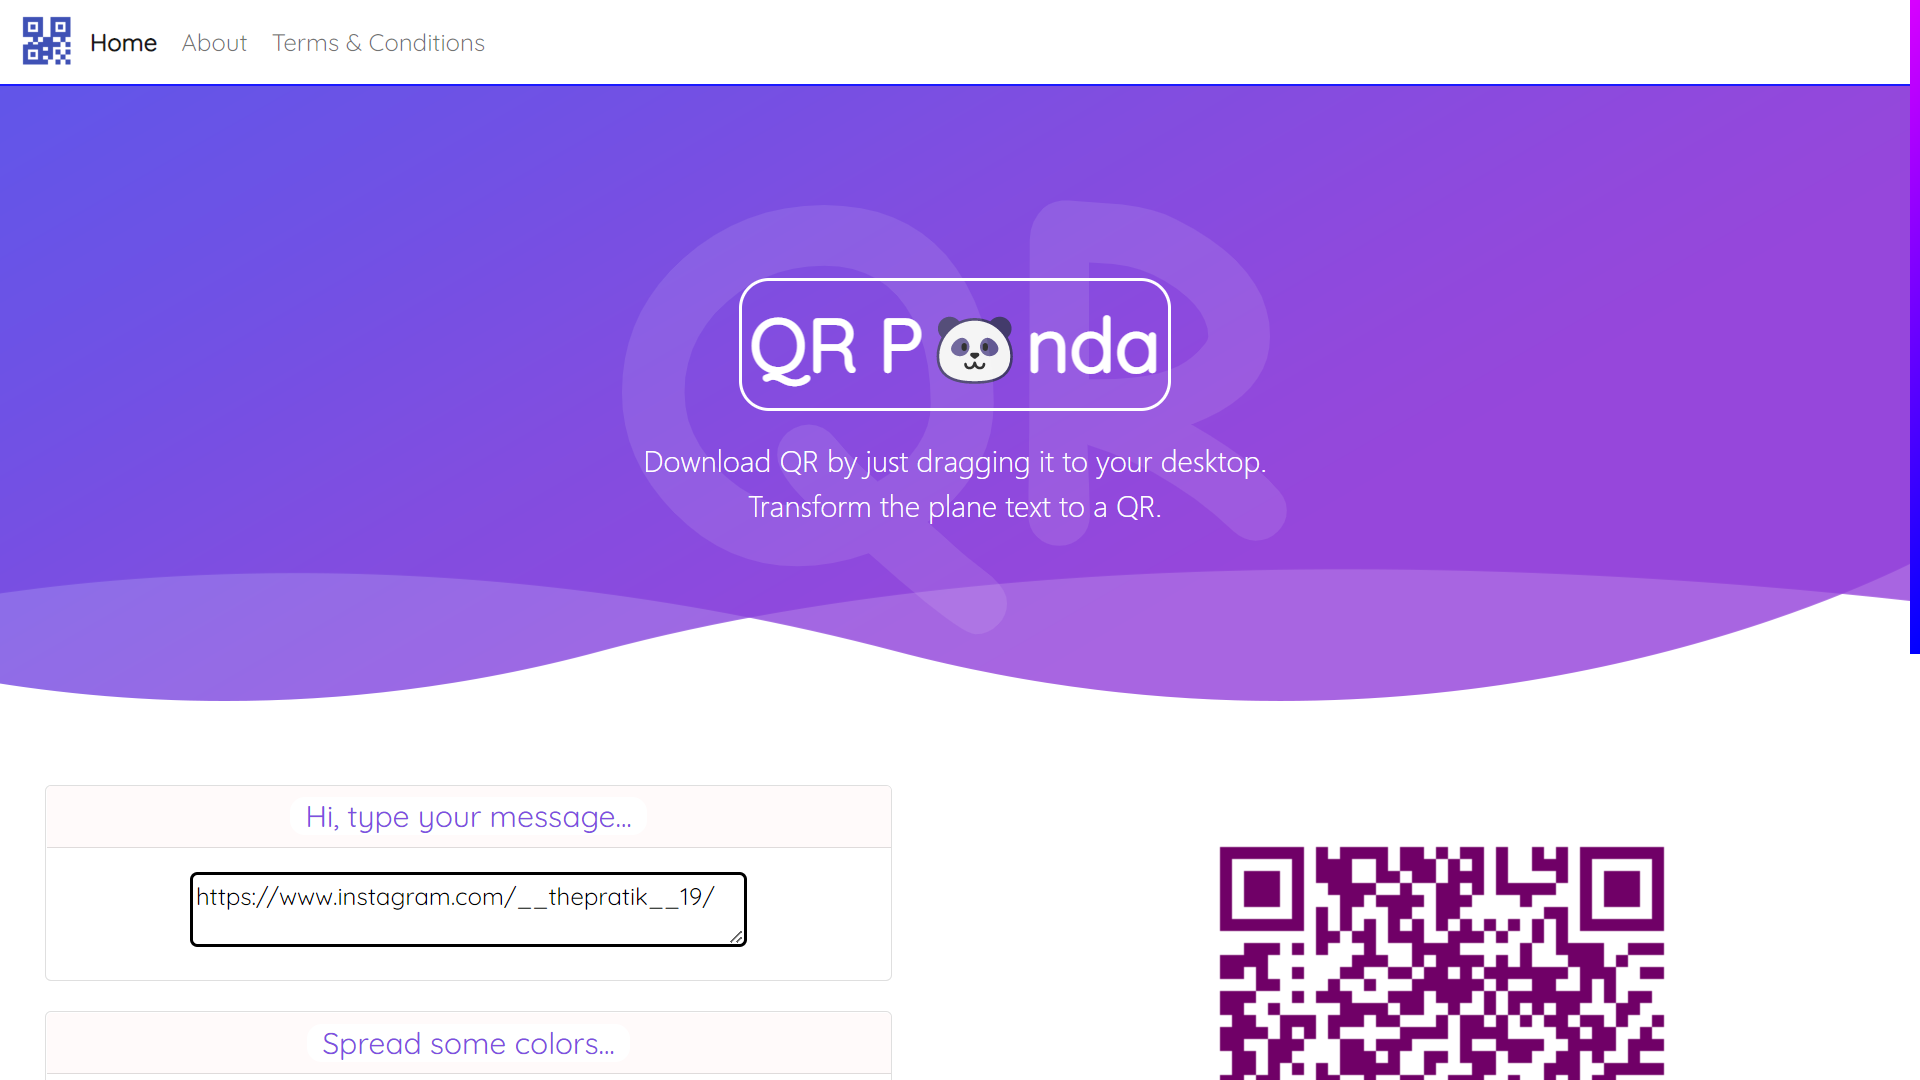 Home About Terms & Conditions
QR
QR P nda
Download QR by just dragging it to your desktop.
Transform the plane text to a QR.
Hi, type your message...
https://www.instagram.com/__thepratik__19/
Spread some colors...